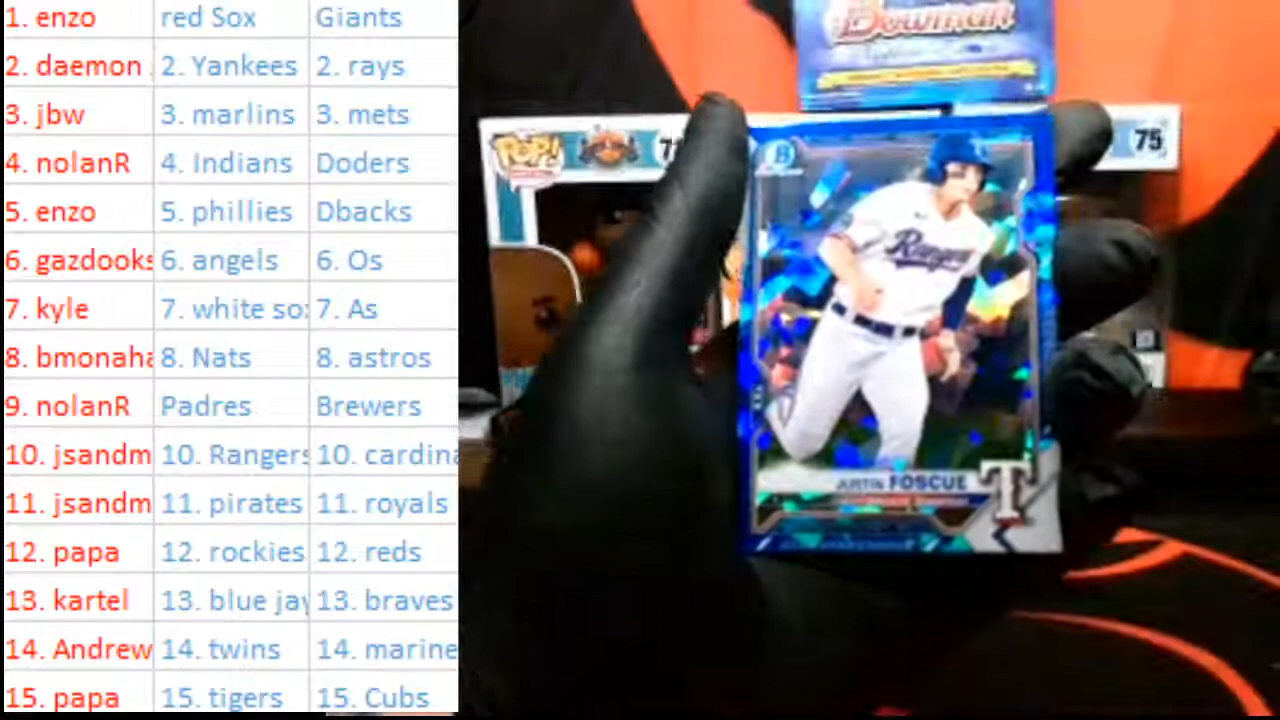 1. enzo red Sox Giants
2. daemon 2. Yankees 2. rays
3. jbw 3. marlins 3. mets
4. nolanR 4. Indians Doders
5. enzo 5. phillies Dbacks
6. gazdooks 6. angels 6. Os
7. kyle 7. white so 7. As
8. bmonaha 8. Nats 8. astros
9. nolanR Padres Brewers
10. jsandm 10. Rangers 10. cardina
11. jsandm 11. pirates 11. royals
12. papa 12. rockies 12. reds
13. kartel 13. blue jay 13. braves
14. Andrew 14. twins 14. marine
15. papa 15. tigers 15. Cubs
Bowman
POP!
75
B
Rangers
JUSTIN FOSCUE
T